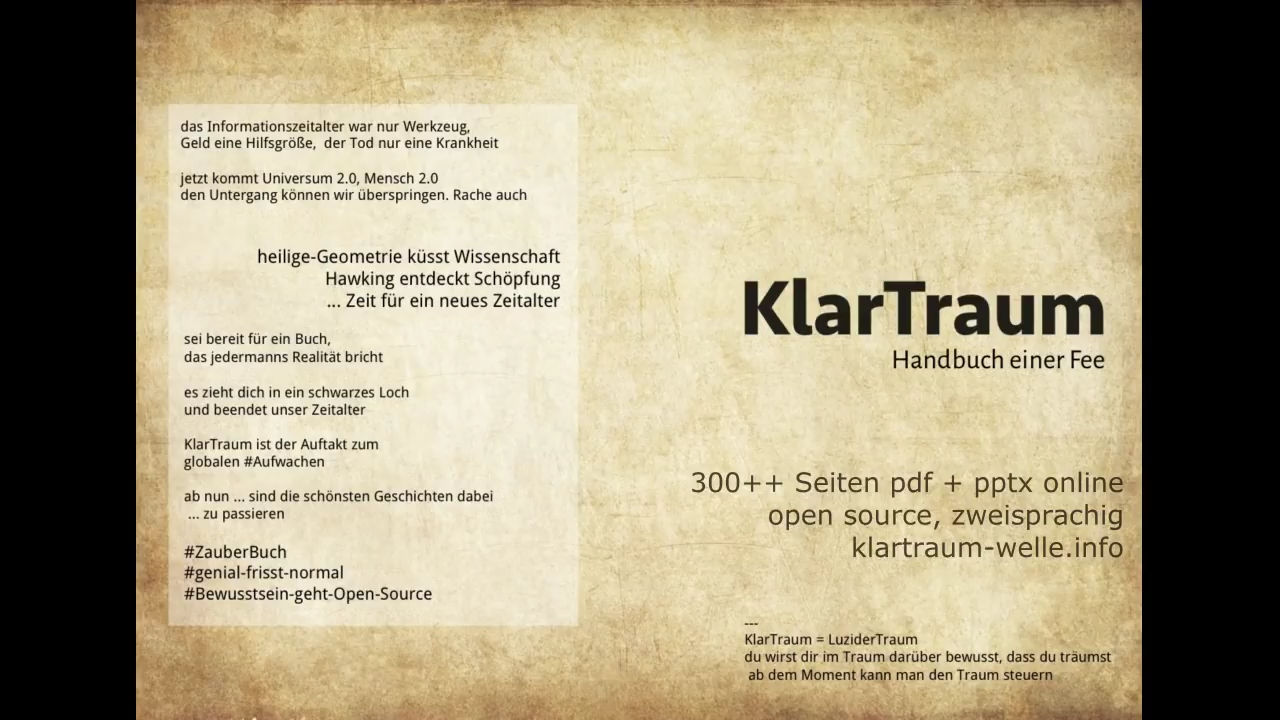 das Informationszeitalter war nur Werkzeug,
Geld eine Hilfsgröße,  der Tod nur eine Krankheit
jetzt kommt Universum 2.0, Mensch 2.0
den Untergang können wir überspringen. Rache auch
heilige-Geometrie küsst Wissenschaft
Hawking entdeckt Schöpfung
... Zeit für ein neues Zeitalter
sei bereit für ein Buch,
das jedermanns Realität bricht
es zieht dich in ein schwarzes Loch
und beendet unser Zeitalter
KlarTraum ist der Auftakt zum
globalen #Aufwachen
ab nun ... sind die schönsten Geschichten dabei
... zu passieren
#ZauberBuch
#genial-frisst-normal
#Bewusstsein-geht-Open-Source
KlarTraum
Handbuch einer Fee
300++ Seiten pdf + pptx online
open source, zweisprachig
klartraum-welle.info
---
KlarTraum = LuziderTraum
du wirst dir im Traum darüber bewusst, dass du träumst
ab dem Moment kann man den Traum steuern